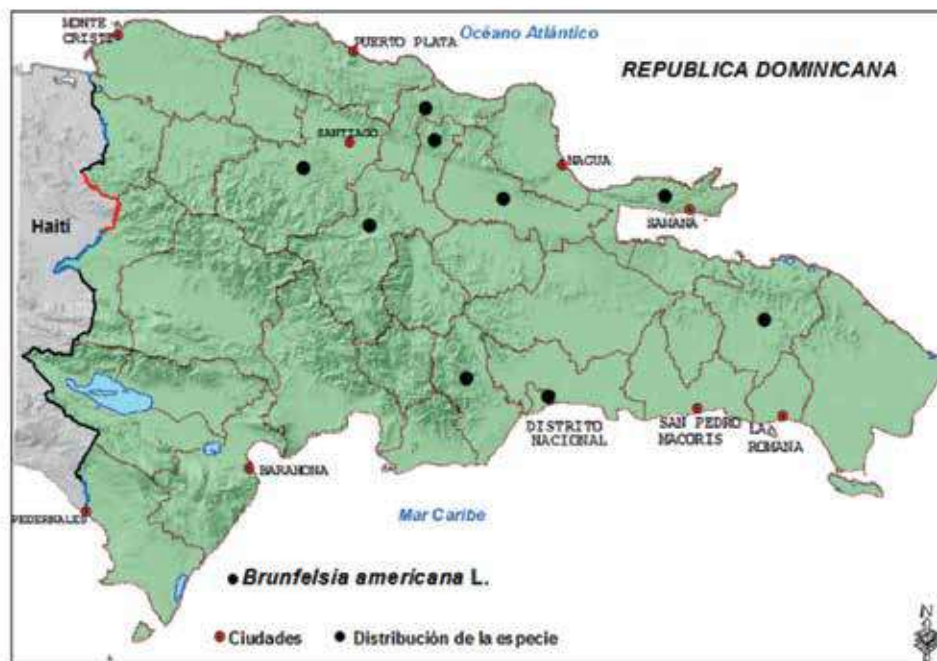 MONTE
CRISTI
PUERTO PLATA
Océano Atlántico
REPUBLICA DOMINICANA
SANTIAGO
NAGUA
SAMANA
Haití
DISTRITO
NACIONAL
SAN PEDRO
MACORIS
LA
ROMANA
BARAHONA
PEDERNALES
Mar Caribe
Brunfelsia americana L.
Ciudades
Distribución de la especie
N